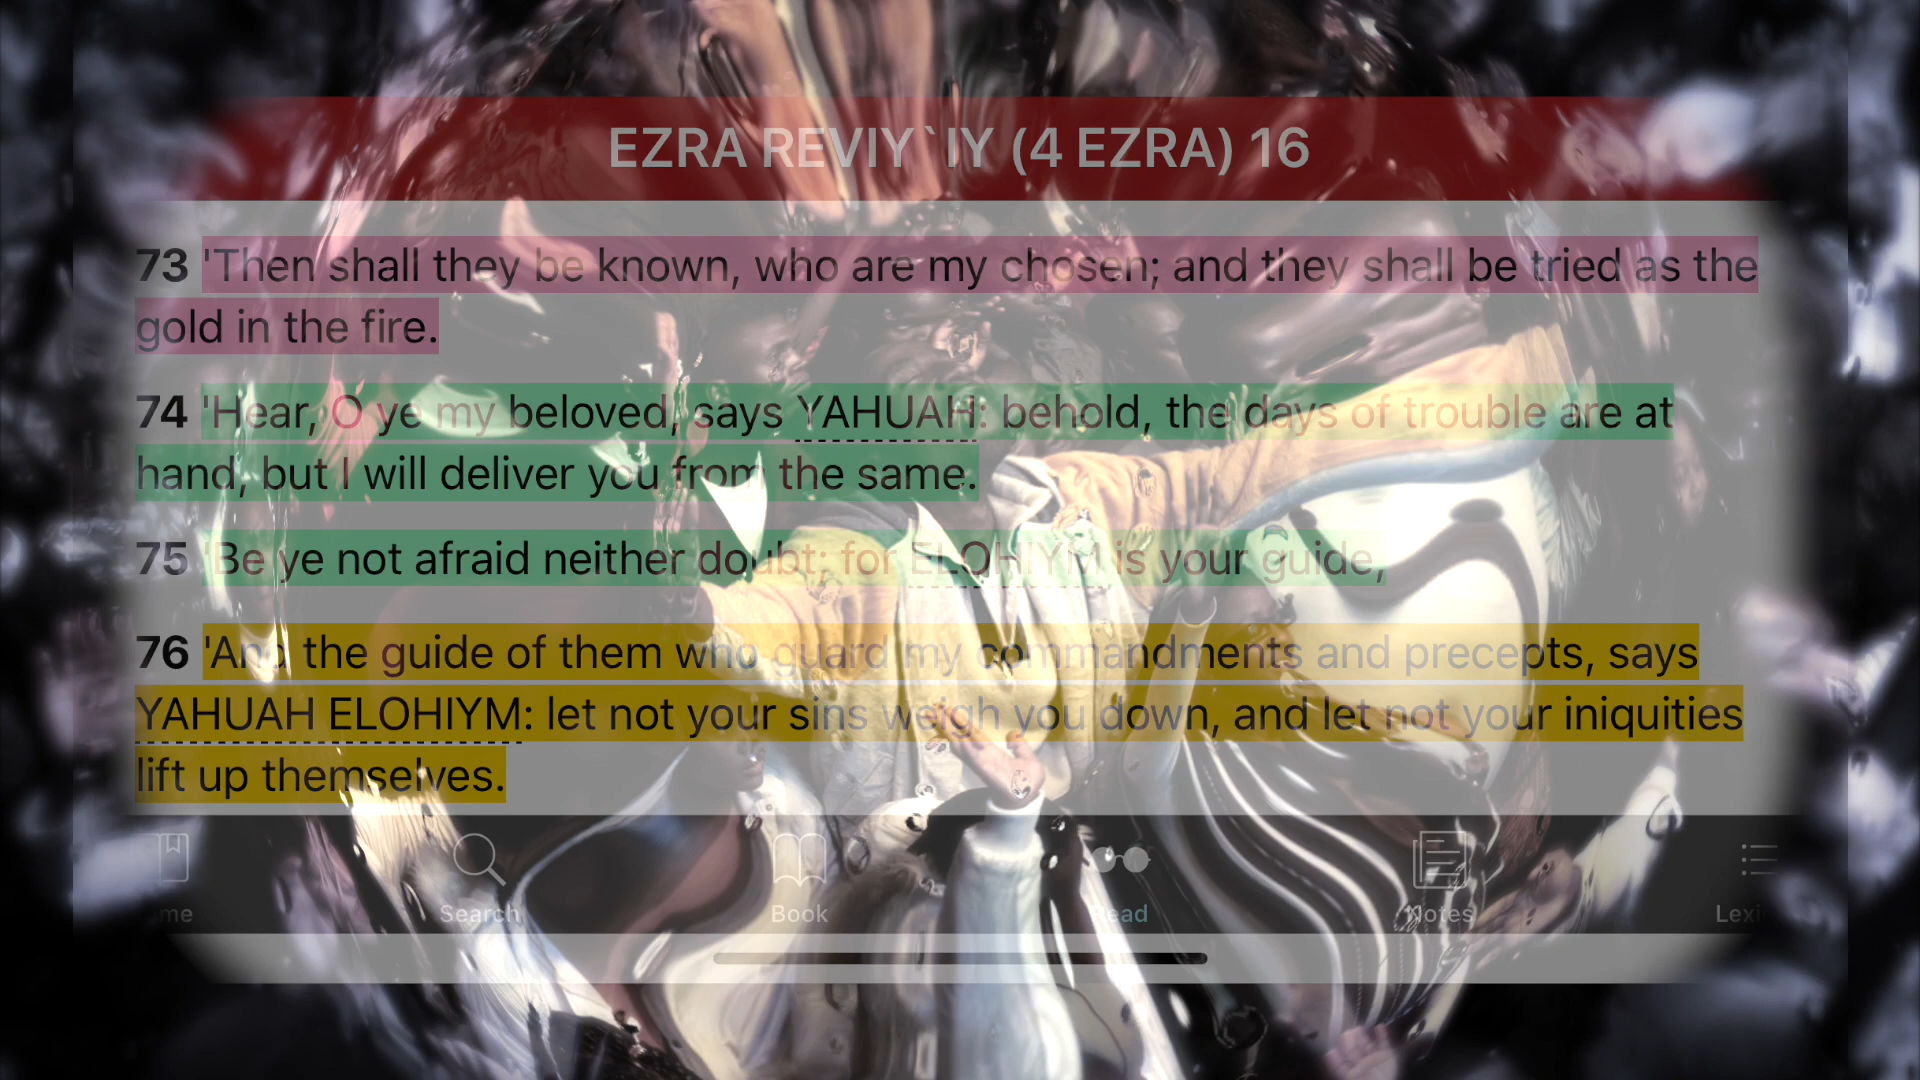 EZRA REVIY`IY (4 EZRA) 16
73 'Then shall they be known, who are my chosen; and they shall be tried as the
gold in the fire.
74 'Hear, O ye my beloved, says YAHUAH: behold, the days of trouble are at
hand, but I will deliver you from the same.
75 'Be ye not afraid neither doubt; for ELOHIYM is your guide,
76 'And the guide of them who guard my commandments and precepts, says
YAHUAH ELOHIYM: let not your sins weigh you down, and let not your iniquities
lift up themselves.
me Search Book Read Notes Lexi